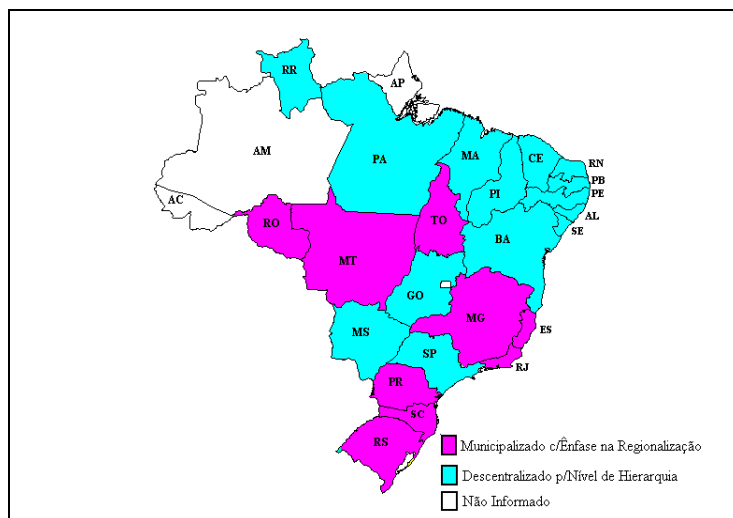 RR
AP
AM
PA
MA
CE
RN
PB
PE
PI
AL
SE
AC
RO
TO
BA
MT
GO
MG
MS
ES
SP
RJ
PR
SC
RS
Municipalizado c/Ênfase na Regionalização
Descentralizado p/Nível de Hierarquia
Não Informado